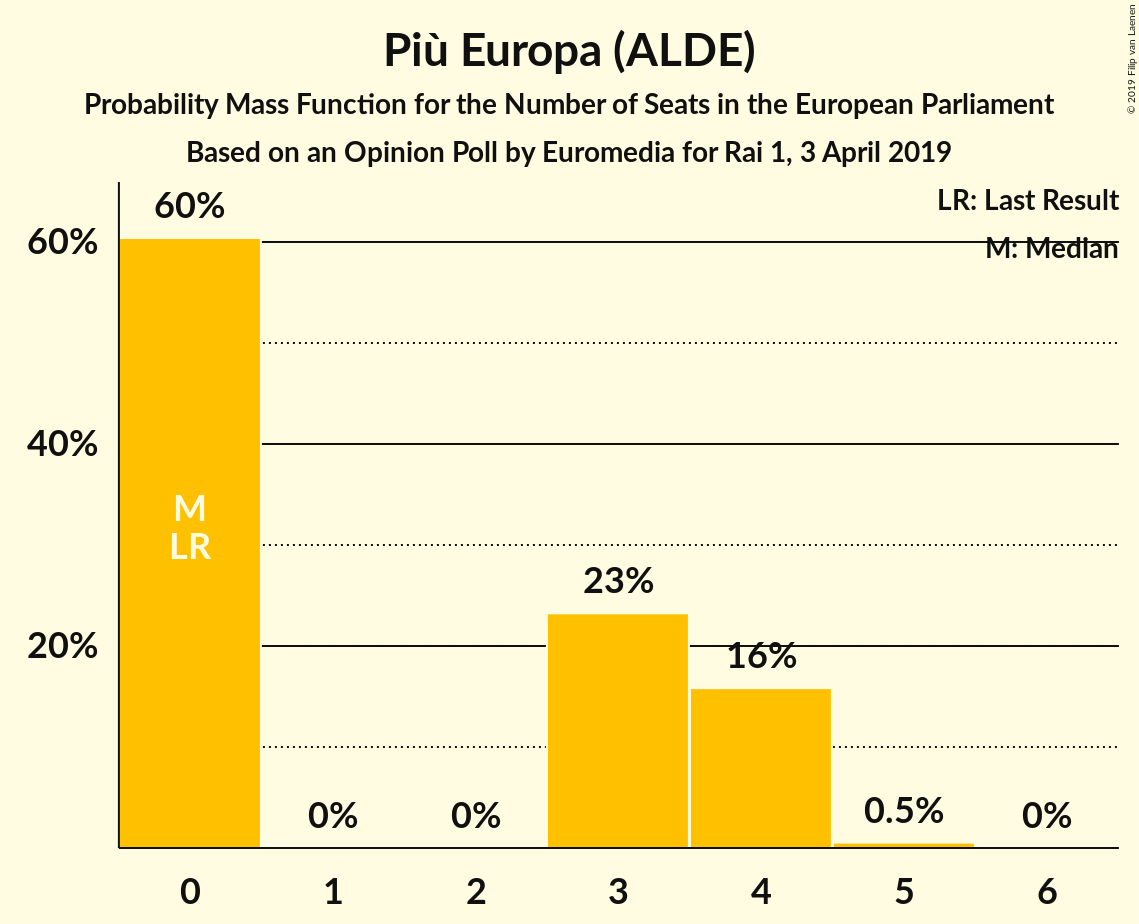 Più Europa (ALDE)
Probability Mass Function for the Number of Seats in the European Parliament
Based on an Opinion Poll by Euromedia for Rai 1, 3 April 2019
© 2019 Filip van Laenen
LR: Last Result
M: Median
60%
40%
20%
60%
M
LR
0%
0%
23%
16%
0.5%
0%
0 1 2 3 4 5 6